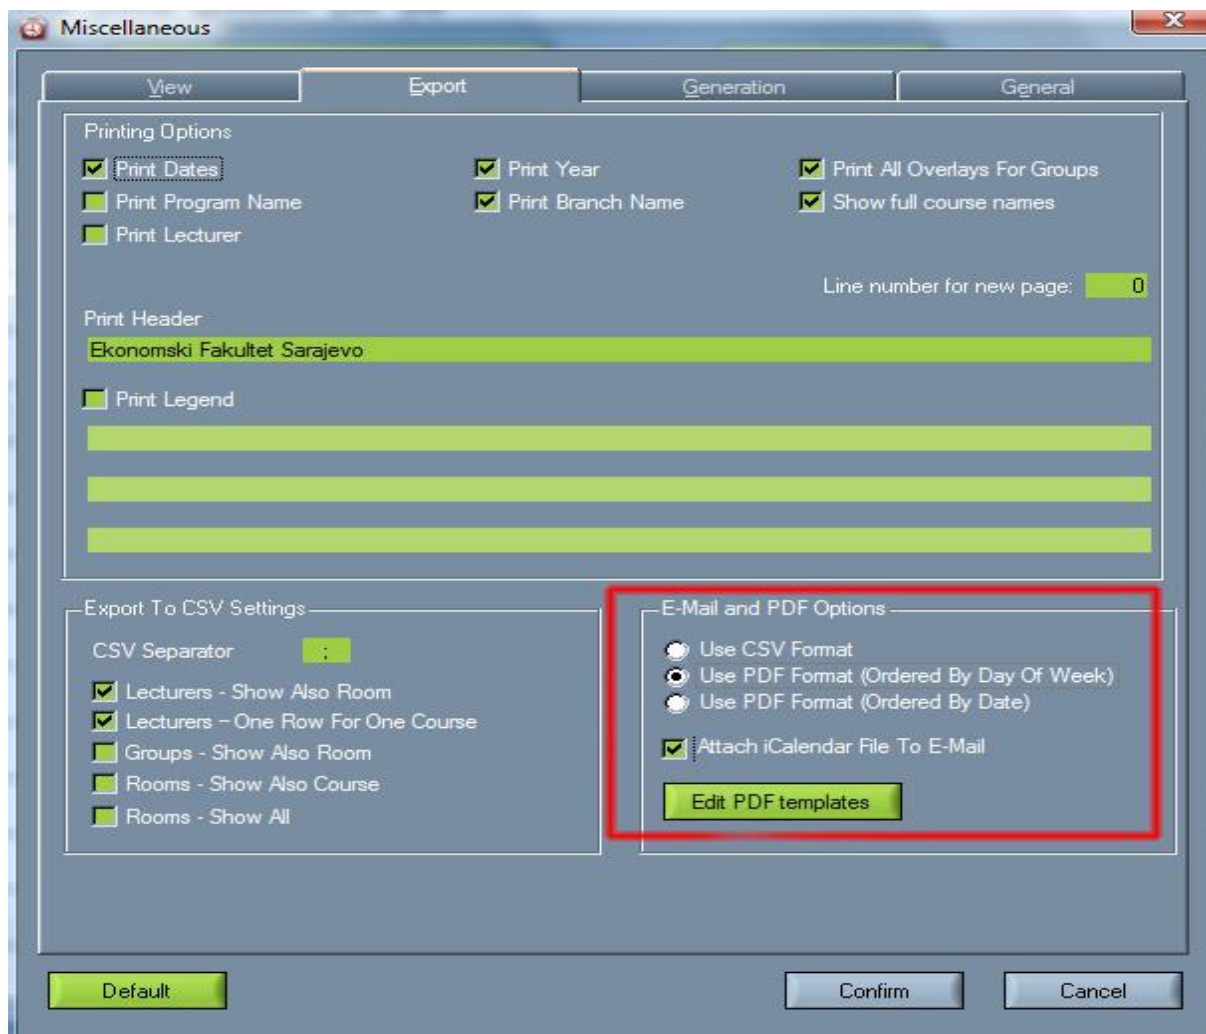 Miscellaneous
View Export Generation General
Printing Options
Print Dates Print Year Print All Overlays For Groups
Print Program Name Print Branch Name Show full course names
Print Lecturer
Line number for new page: 0
Print Header
Ekonomski Fakultet Sarajevo
Print Legend
Export To CSV Settings
CSV Separator ;
Lecturers - Show Also Room
Lecturers – One Row For One Course
Groups - Show Also Room
Rooms - Show Also Course
Rooms - Show All
E-Mail and PDF Options
Use CSV Format
Use PDF Format (Ordered By Day Of Week)
Use PDF Format (Ordered By Date)
Attach iCalendar File To E-Mail
Edit PDF templates
Default Confirm Cancel